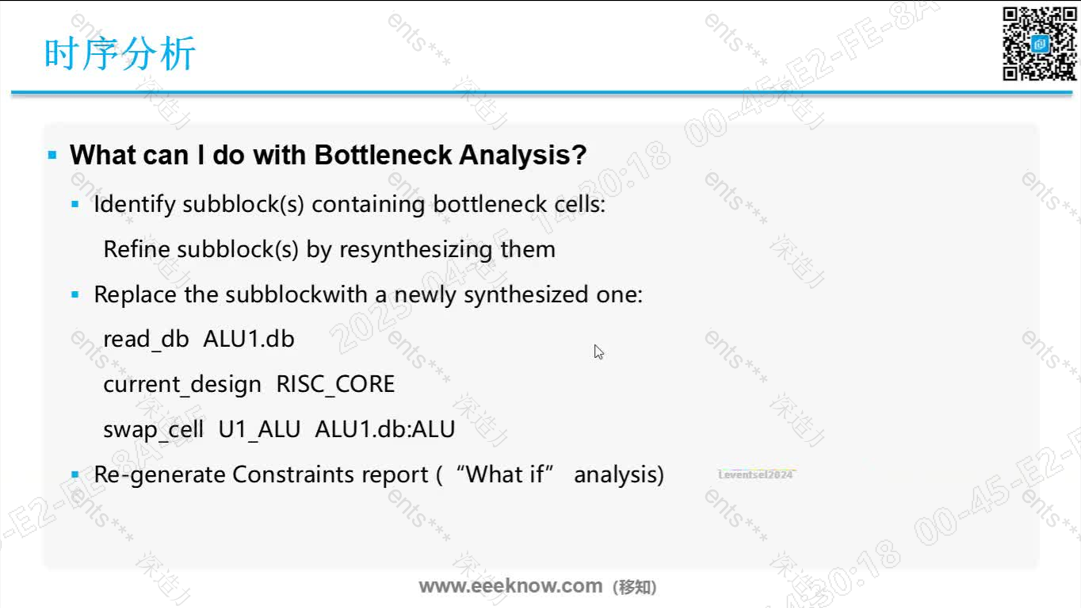 时序分析
What can I do with Bottleneck Analysis?
Identify subblock(s) containing bottleneck cells:
Refine subblock(s) by resynthesizing them
Replace the subblockwith a newly synthesized one:
read_db ALU1.db
current_design RISC_CORE
swap_cell U1_ALU ALU1.db:ALU
Re-generate Constraints report (“What if” analysis)
Leventsel2024
www.eeeknow.com (移知)